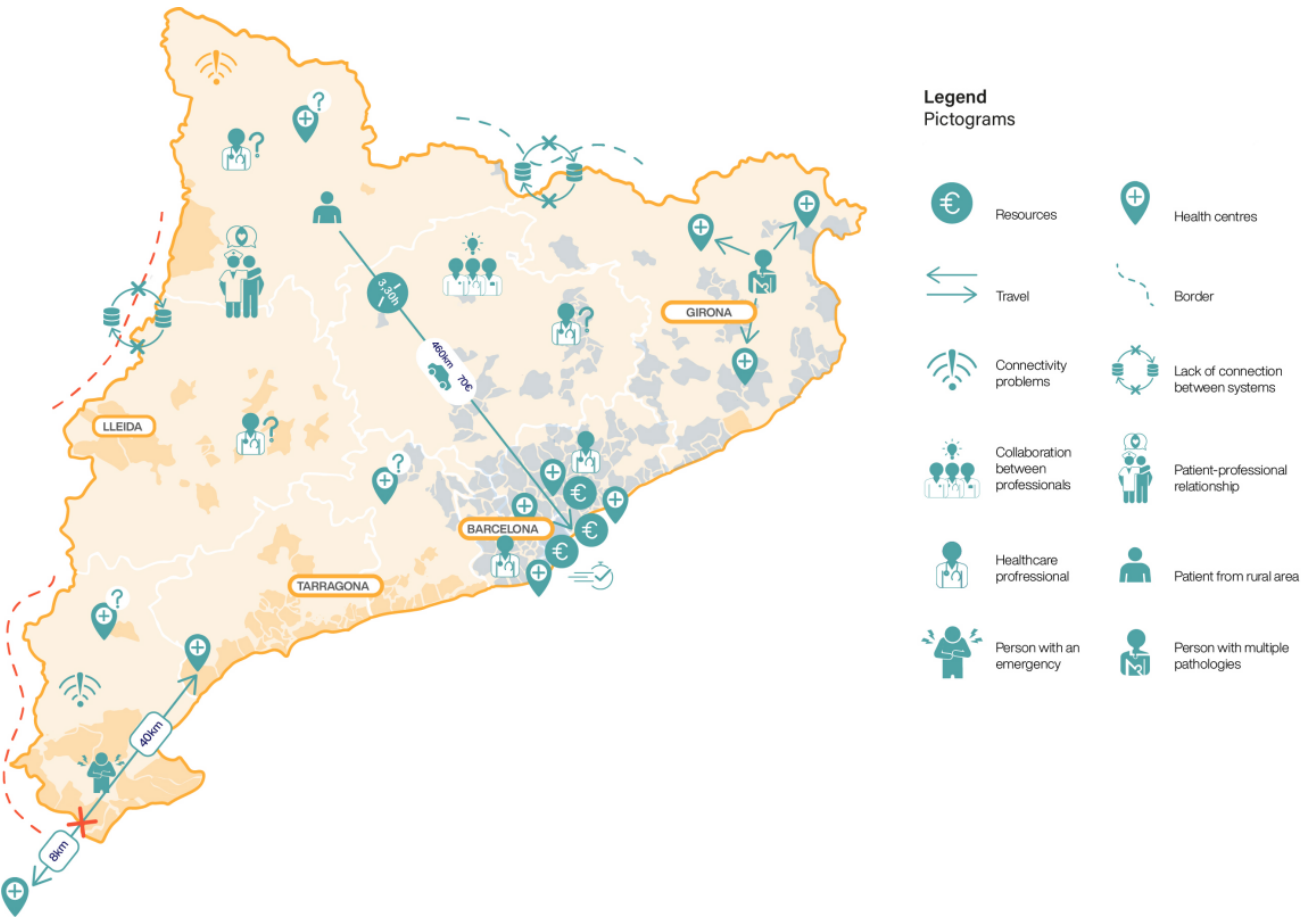 ?
?
3,30h
460km
70€
GIRONA
?
LLEIDA
?
?
€
BARCELONA
€
€
TARRAGONA
?
40km
8km
Legend
Pictograms
€
Resources
Health centres
Travel
Border
Connectivity
problems
Lack of connection
between systems
Collaboration
between
professionals
Patient-professional
relationship
Healthcare
profressional
Patient from rural area
Person with an
emergency
Person with multiple
pathologies